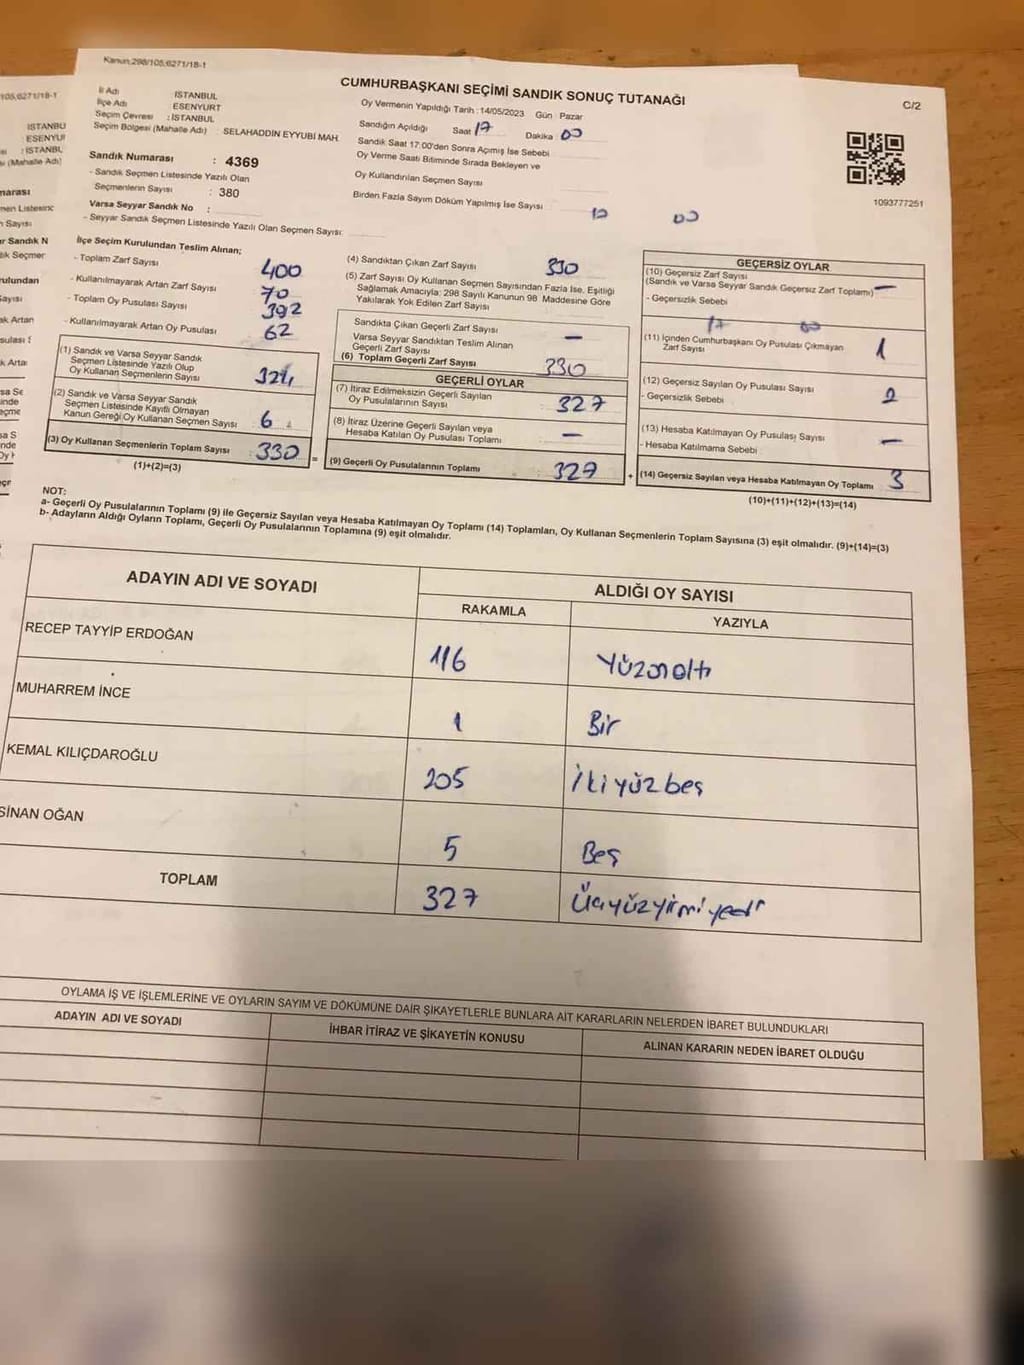 Kanun;298/105;6271/18-1
CUMHURBAŞKANI SEÇİMİ SANDIK SONUÇ TUTANAĞI
C/2
İl Adı : İSTANBUL
İlçe Adı ESENYURT
Seçim Çevresi : İSTANBUL
Seçim Bölgesi (Mahalle Adı) : SELAHADDİN EYYUBİ MAH.
Oy Vermenin Yapıldığı Tarih : 14/05/2023 Gün : Pazar
Sandığın Açıldığı Saat 17 Dakika 00
Sandık Saat 17:00'den Sonra Açımış İse Sebebi
Oy Verme Saati Bitiminde Sırada Bekleyen ve
Oy Kullandırılan Seçmen Sayısı
Birden Fazla Sayım Döküm Yapılmış İse Sayısı
1093777251
Sandık Numarası : 4369
- Sandık Seçmen Listesinde Yazılı Olan
Seçmenlerin Sayısı : 380
Varsa Seyyar Sandık No :
- Seyyar Sandık Seçmen Listesinde Yazılı Olan Seçmen Sayısı:
İlçe Seçim Kurulundan Teslim Alınan;
- Toplam Zarf Sayısı 400
- Kullanılmayarak Artan Zarf Sayısı 70
- Toplam Oy Pusulası Sayısı 392
- Kullanılmayarak Artan Oy Pusulası 62
(1) Sandık ve Varsa Seyyar Sandık
Seçmen Listesinde Yazılı Olup
Oy Kullanan Seçmenlerin Sayısı 324
(2) Sandık ve Varsa Seyyar Sandık
Seçmen Listesinde Kayıtlı Olmayan
Kanun Gereği Oy Kullanan Seçmen Sayısı 6
(3) Oy Kullanan Seçmenlerin Toplam Sayısı 330
(1)+(2)=(3)
(4) Sandıktan Çıkan Zarf Sayısı 330
(5) Zarf Sayısı Oy Kullanan Seçmen Sayısından Fazla İse, Eşitliği
Sağlamak Amacıyla; 298 Sayılı Kanunun 98 Maddesine Göre
Yakılarak Yok Edilen Zarf Sayısı
Sandıkta Çıkan Geçerli Zarf Sayısı
Varsa Seyyar Sandıktan Teslim Alınan
Geçerli Zarf Sayısı —
(6) Toplam Geçerli Zarf Sayısı 330
GEÇERLİ OYLAR
(7) İtiraz Edilmeksizin Geçerli Sayılan
Oy Pusulalarının Sayısı 327
(8) İtiraz Üzerine Geçerli Sayılan veya
Hesaba Katılan Oy Pusulası Toplamı —
(9) Geçerli Oy Pusulalarının Toplamı 327
GEÇERSİZ OYLAR
(10) Geçersiz Zarf Sayısı
(Sandık ve Varsa Seyyar Sandık Geçersiz Zarf Toplamı) —
- Geçersizlik Sebebi
(11) İçinden Cumhurbaşkanı Oy Pusulası Çıkmayan
Zarf Sayısı 1
(12) Geçersiz Sayılan Oy Pusulası Sayısı 2
- Geçersizlik Sebebi
(13) Hesaba Katılmayan Oy Pusulası Sayısı —
- Hesaba Katılmama Sebebi
(14) Geçersiz Sayılan veya Hesaba Katılmayan Oy Toplamı 3
(10)+(11)+(12)+(13)=(14)
NOT:
a- Geçerli Oy Pusulalarının Toplamı (9) ile Geçersiz Sayılan veya Hesaba Katılmayan Oy Toplamı (14) Toplamları, Oy Kullanan Seçmenlerin Toplam Sayısına (3) eşit olmalıdır. (9)+(14)=(3)
b- Adayların Aldığı Oyların Toplamı, Geçerli Oy Pusulalarının Toplamına (9) eşit olmalıdır.
ADAYIN ADI VE SOYADI
ALDIĞI OY SAYISI
RAKAMLA YAZIYLA
RECEP TAYYİP ERDOĞAN 116 Yüzonaltı
MUHARREM İNCE 1 Bir
KEMAL KILIÇDAROĞLU 205 İkiyüzbeş
SİNAN OĞAN 5 Beş
TOPLAM 327 Üçyüzyirmiyedi
OYLAMA İŞ VE İŞLEMLERİNE VE OYLARIN SAYIM VE DÖKÜMÜNE DAİR ŞİKAYETLERLE BUNLARA AİT KARARLARIN NELERDEN İBARET BULUNDUKLARI
ADAYIN ADI VE SOYADI
İHBAR İTİRAZ VE ŞİKAYETİN KONUSU
ALINAN KARARIN NEDEN İBARET OLDUĞU